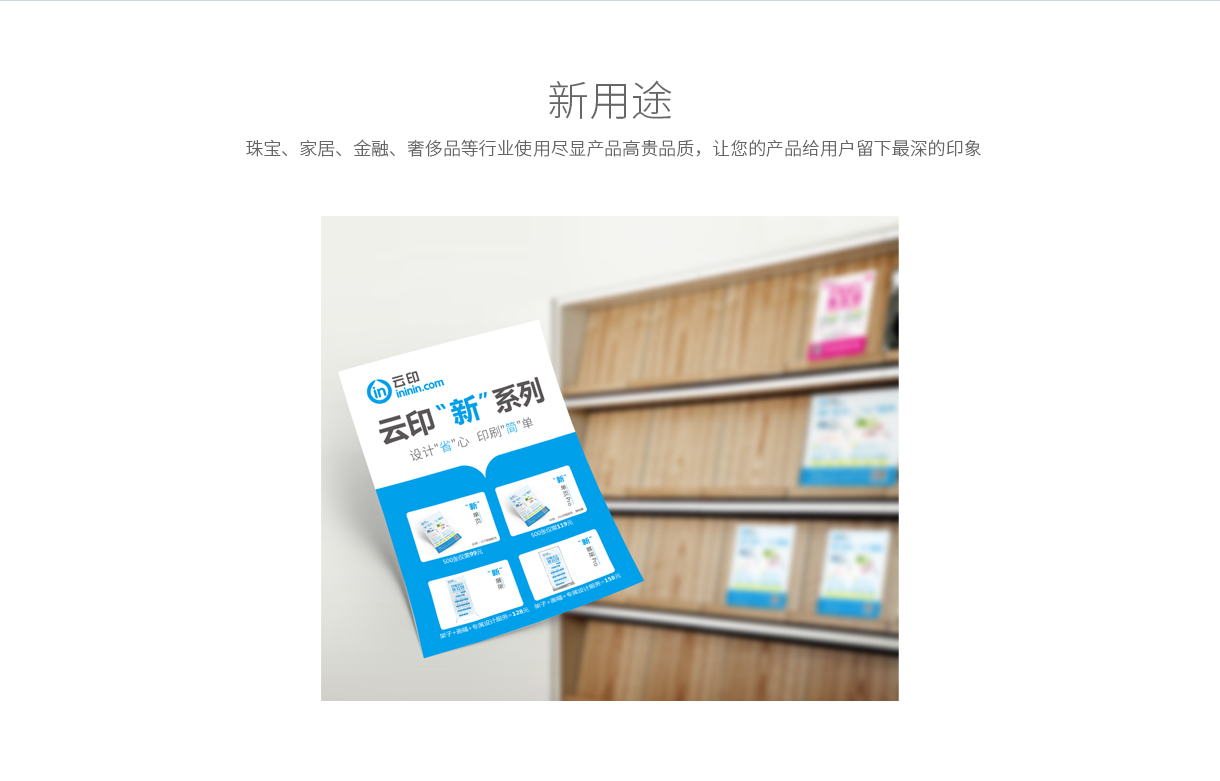 新用途
珠宝、家居、金融、奢侈品等行业使用尽显产品高贵品质，让您的产品给用户留下最深的印象
in 云印
ininin.com
云印“新”系列
设计“省”心 印刷“简”单
“新”
单页
500张仅需99元
“新”
单页Pro
500张仅需119元
“新”
展架
架子+画幅+专属设计服务=128元
“新”
展架Pro
架子+画幅+专属设计服务=158元